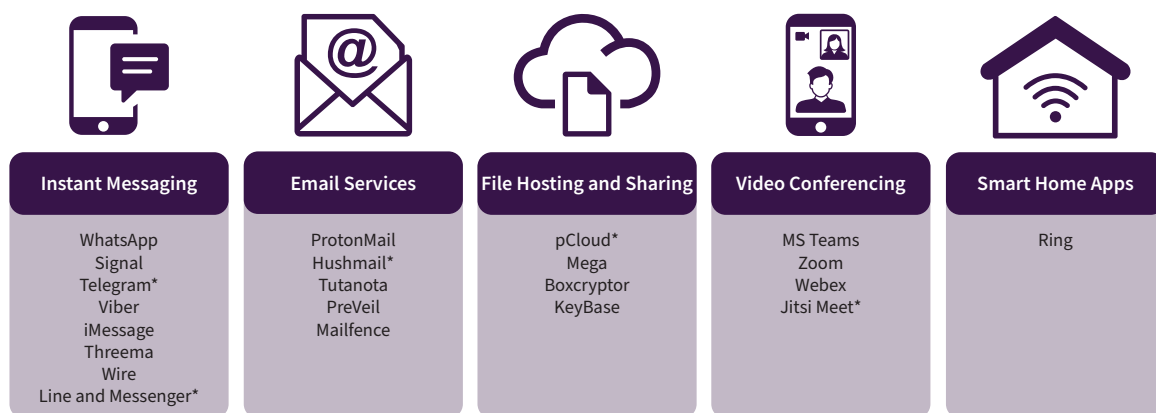 @
Instant Messaging
WhatsApp
Signal
Telegram*
Viber
iMessage
Threema
Wire
Line and Messenger*
Email Services
ProtonMail
Hushmail*
Tutanota
PreVeil
Mailfence
File Hosting and Sharing
pCloud*
Mega
Boxcryptor
KeyBase
Video Conferencing
MS Teams
Zoom
Webex
Jitsi Meet*
Smart Home Apps
Ring